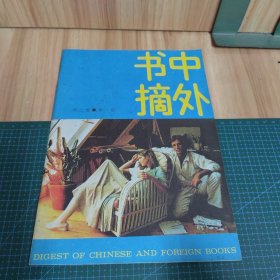 中外
书摘
DIGEST OF CHINESE AND FOREIGN BOOKS